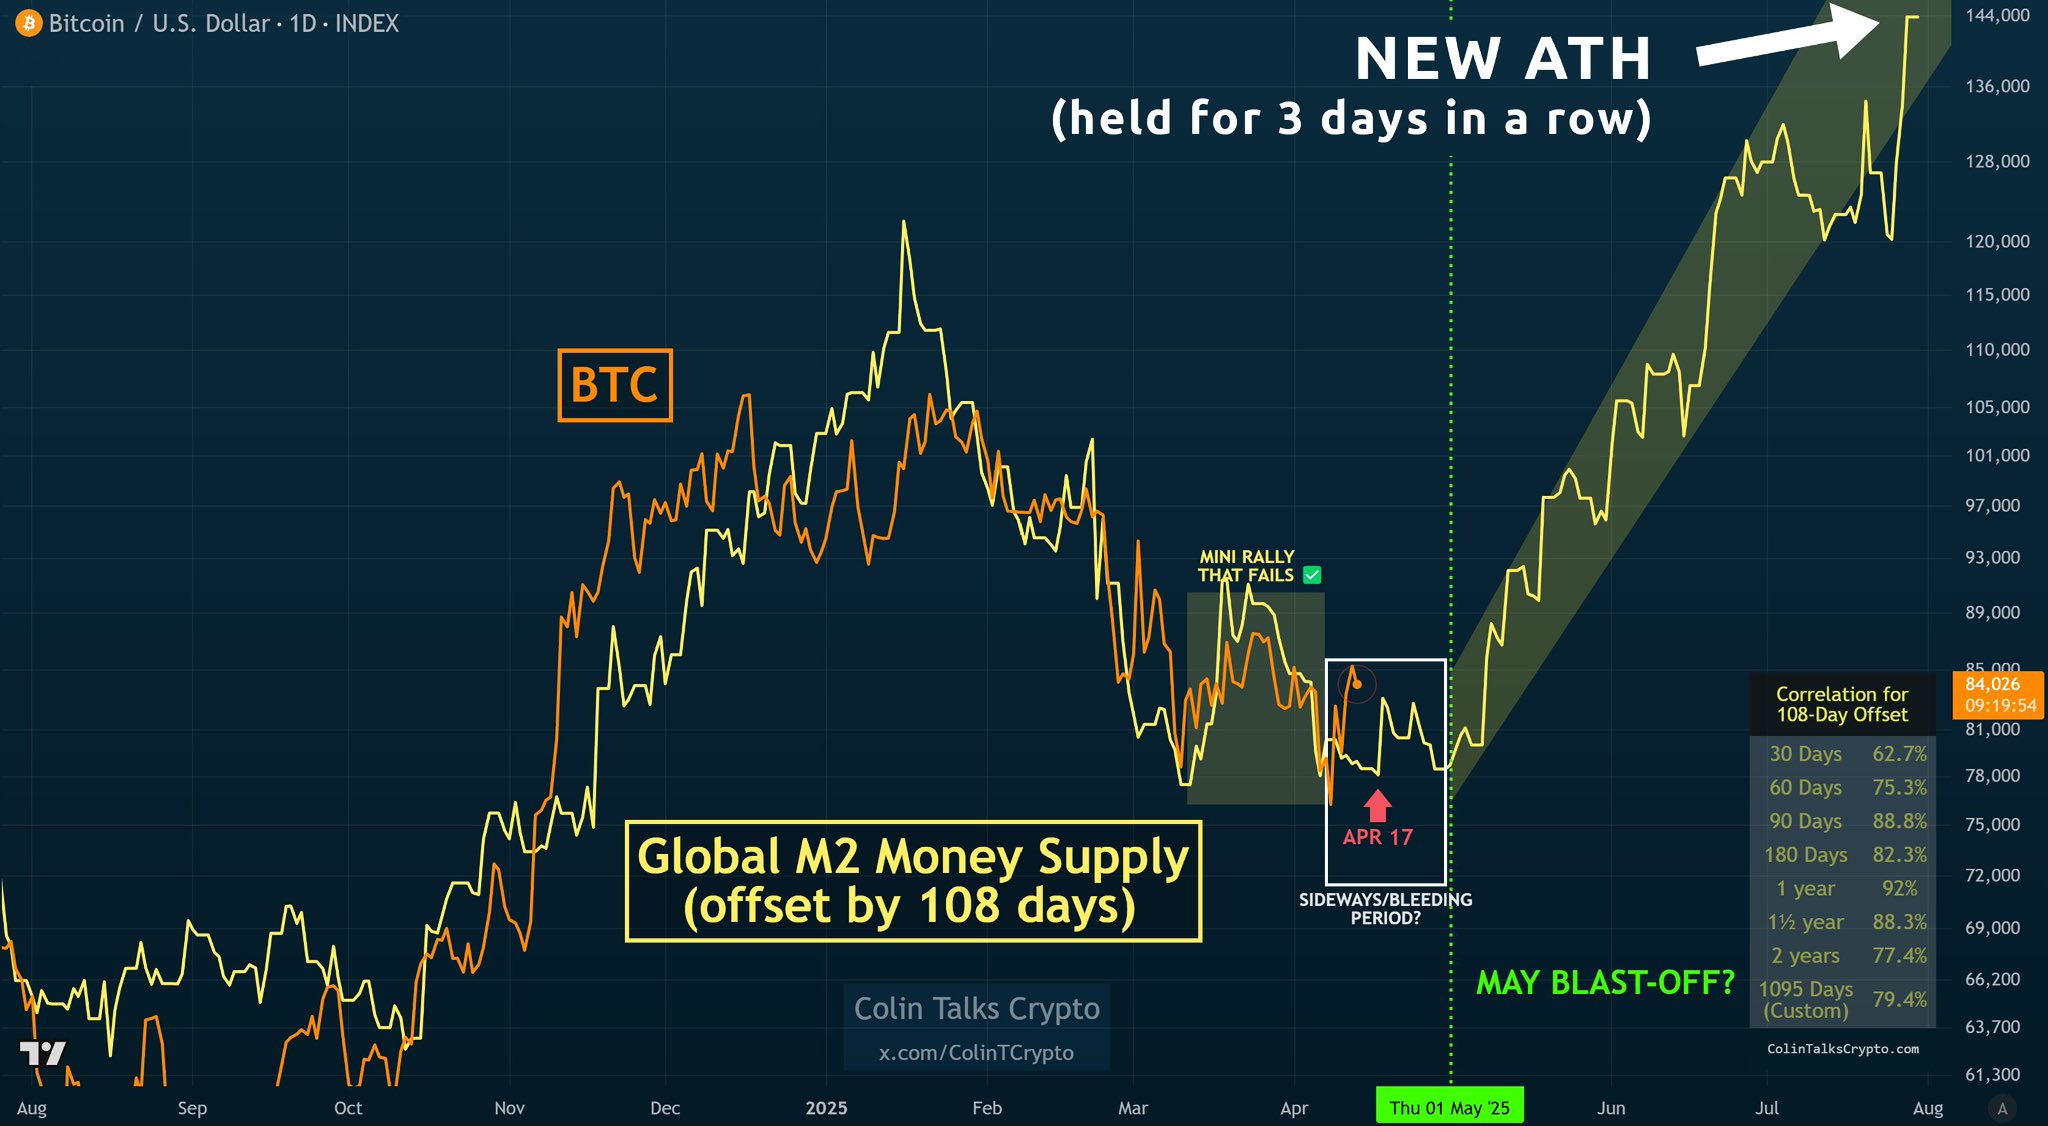 Bitcoin / U.S. Dollar · 1D · INDEX
NEW ATH
(held for 3 days in a row)
BTC
MINI RALLY
THAT FAILS ✅
Global M2 Money Supply
(offset by 108 days)
APR 17
SIDEWAYS/BLEEDING
PERIOD?
MAY BLAST-OFF?
Colin Talks Crypto
x.com/ColinTCrypto
Correlation for
108-Day Offset
30 Days 62.7%
60 Days 75.3%
90 Days 88.8%
180 Days 82.3%
1 year 92%
1½ year 88.3%
2 years 77.4%
1095 Days
(Custom) 79.4%
ColinTalksCrypto.com
144,000
136,000
128,000
120,000
115,000
110,000
105,000
101,000
97,000
93,000
89,000
85,000
84,026
09:19:54
81,000
78,000
75,000
72,000
69,000
66,200
63,700
61,300
Aug Sep Oct Nov Dec 2025 Feb Mar Apr Thu 01 May '25 Jun Jul Aug A